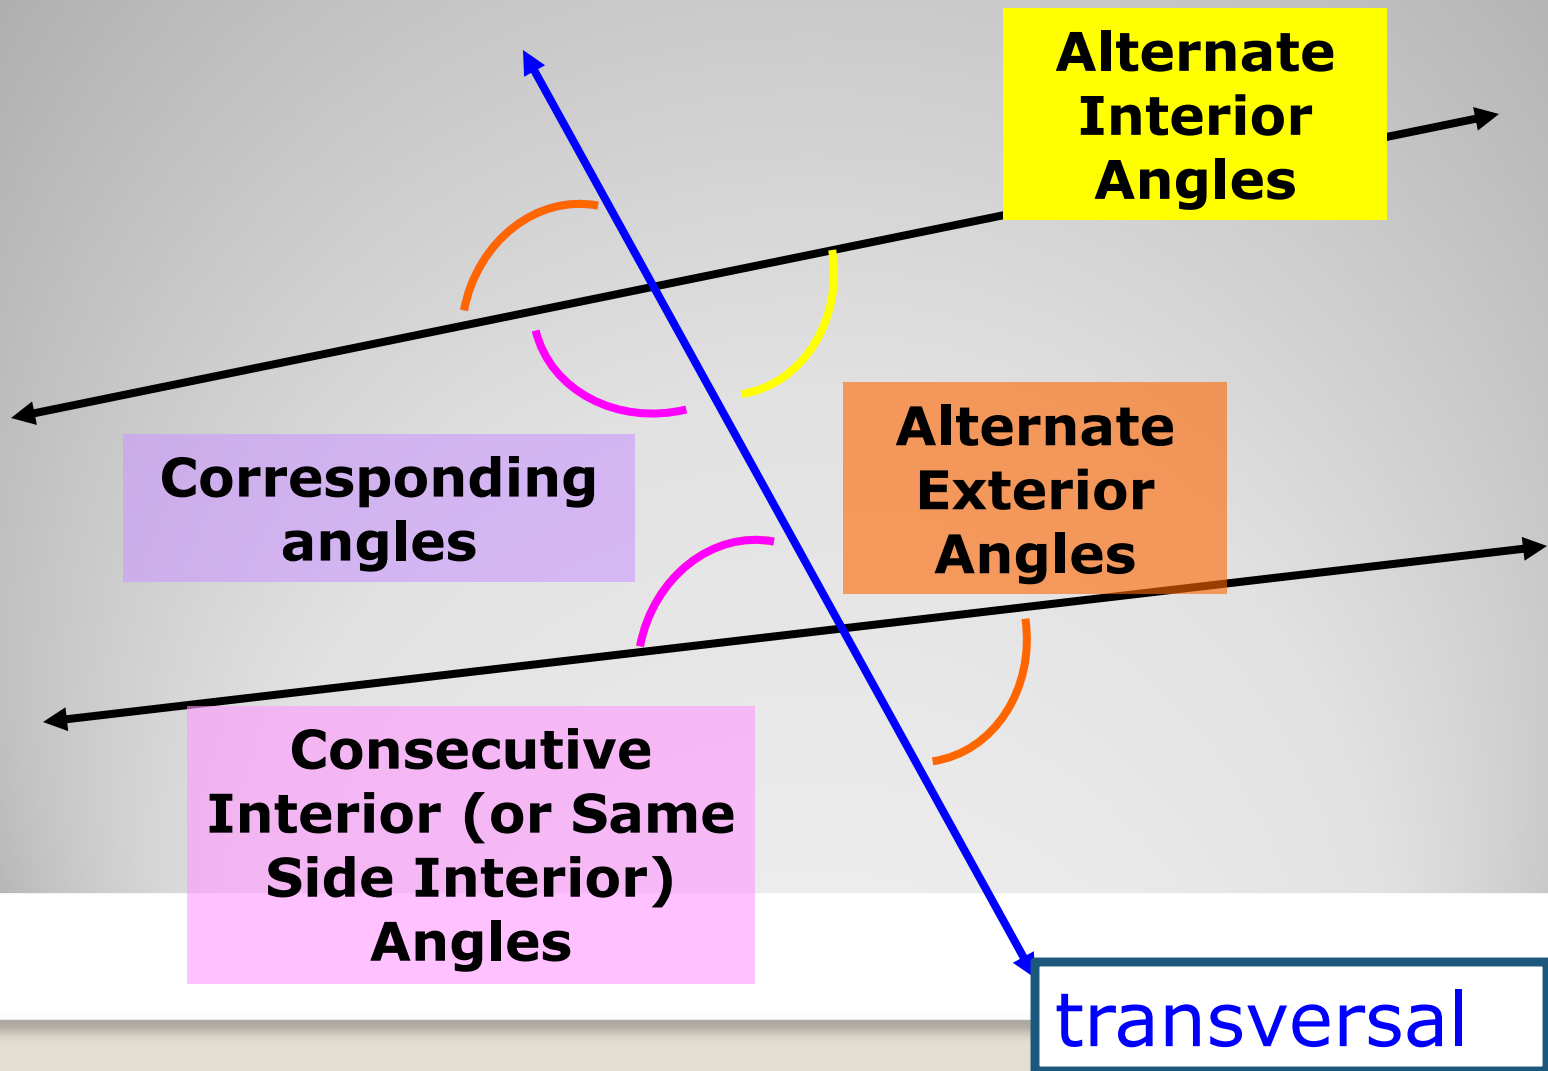 Alternate
Interior
Angles
Alternate
Exterior
Angles
Corresponding
angles
Consecutive
Interior (or Same
Side Interior)
Angles
transversal